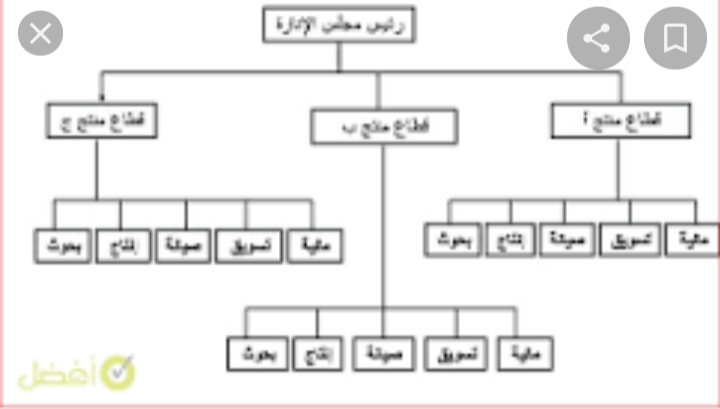 رئيس مجلس الإدارة
قطاع منتج أ
قطاع منتج ب
قطاع منتج ج
مالية
تسويق
صيانة
إنتاج
بحوث
مالية
تسويق
صيانة
إنتاج
بحوث
مالية
تسويق
صيانة
إنتاج
بحوث
أفضل